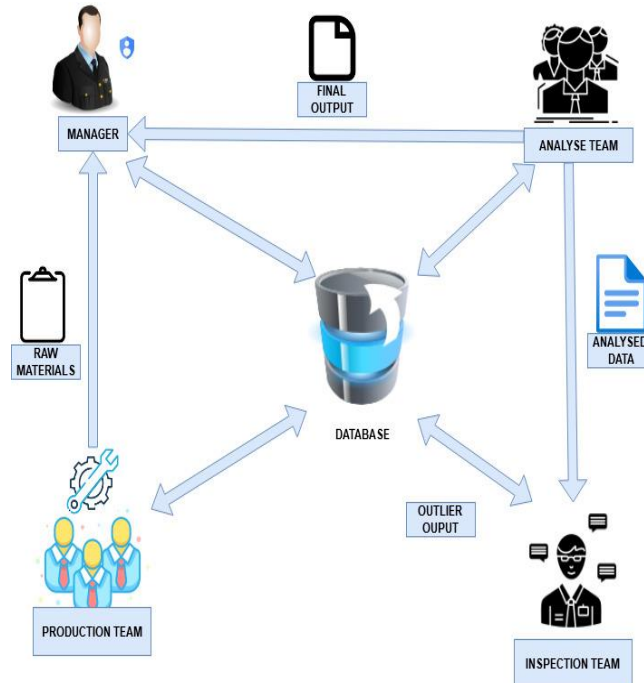 FINAL
OUTPUT
MANAGER
ANALYSE TEAM
RAW
MATERIALS
ANALYSED
DATA
DATABASE
OUTLIER
OUPUT
PRODUCTION TEAM
INSPECTION TEAM